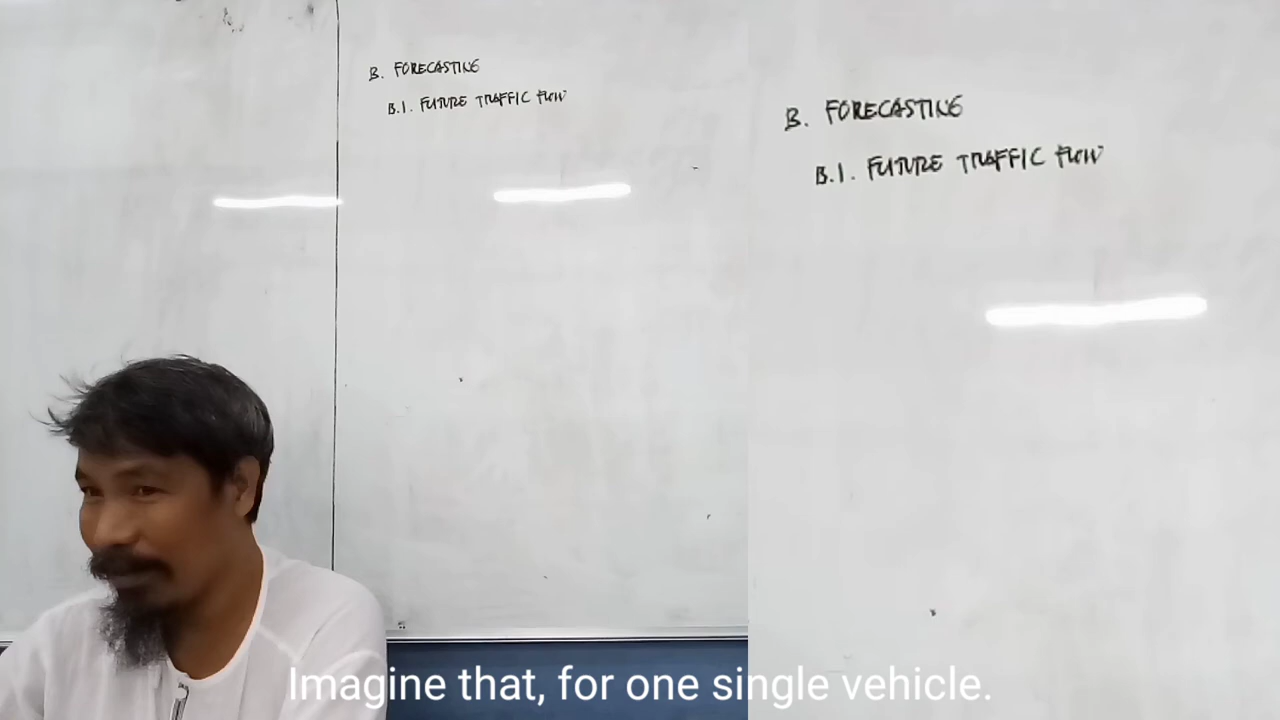 B. FORECASTING
B.1. FUTURE TRAFFIC FLOW
B. FORECASTING
B.1. FUTURE TRAFFIC FLOW
Imagine that, for one single vehicle.